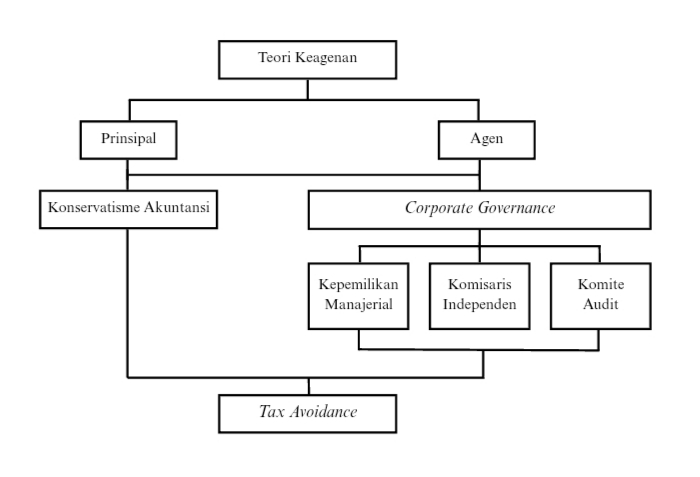 Teori Keagenan
Prinsipal
Agen
Konservatisme Akuntansi
Corporate Governance
Kepemilikan
Manajerial
Komisaris
Independen
Komite
Audit
Tax Avoidance